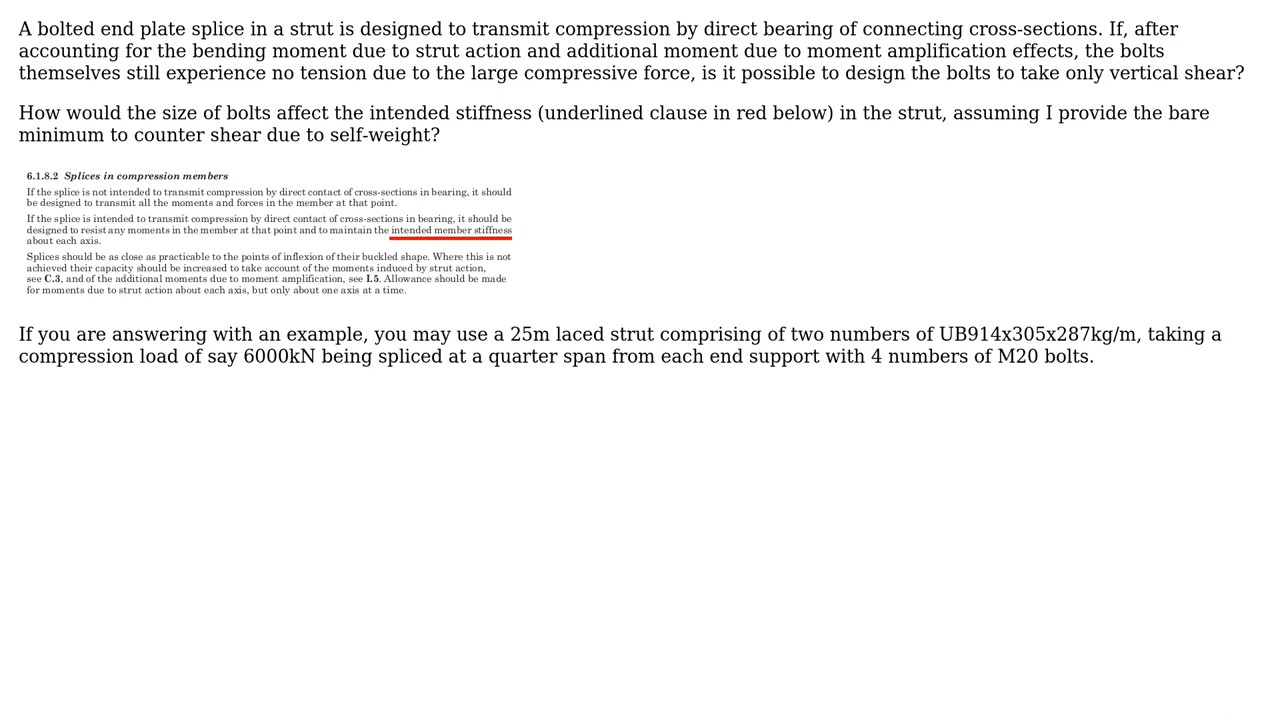 A bolted end plate splice in a strut is designed to transmit compression by direct bearing of connecting cross-sections. If, after
accounting for the bending moment due to strut action and additional moment due to moment amplification effects, the bolts
themselves still experience no tension due to the large compressive force, is it possible to design the bolts to take only vertical shear?
How would the size of bolts affect the intended stiffness (underlined clause in red below) in the strut, assuming I provide the bare
minimum to counter shear due to self-weight?
6.1.8.2 Splices in compression members
If the splice is not intended to transmit compression by direct contact of cross-sections in bearing, it should
be designed to transmit all the moments and forces in the member at that point.
If the splice is intended to transmit compression by direct contact of cross-sections in bearing, it should be
designed to resist any moments in the member at that point and to maintain the intended member stiffness
about each axis.
Splices should be as close as practicable to the points of inflexion of their buckled shape. Where this is not
achieved their capacity should be increased to take account of the moments induced by strut action,
see C.3, and of the additional moments due to moment amplification, see I.5. Allowance should be made
for moments due to strut action about each axis, but only about one axis at a time.
If you are answering with an example, you may use a 25m laced strut comprising of two numbers of UB914x305x287kg/m, taking a
compression load of say 6000kN being spliced at a quarter span from each end support with 4 numbers of M20 bolts.